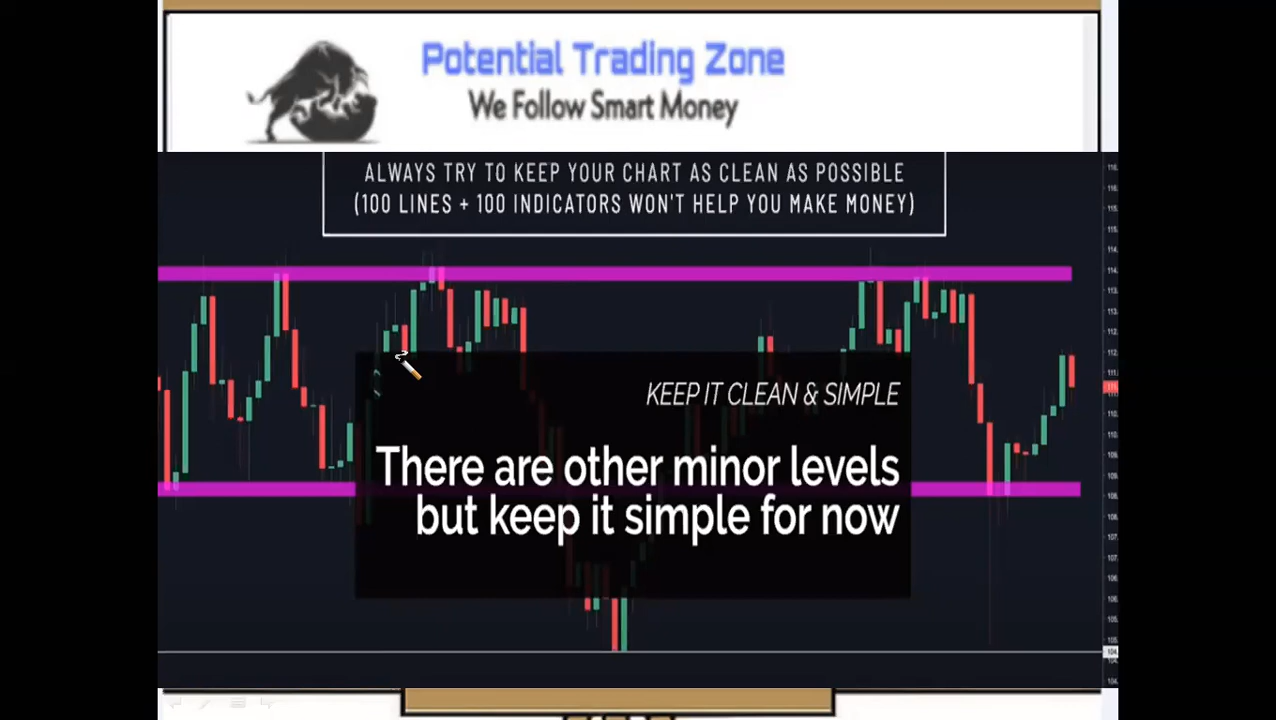 Potential Trading Zone
We Follow Smart Money
ALWAYS TRY TO KEEP YOUR CHART AS CLEAN AS POSSIBLE
(100 LINES + 100 INDICATORS WON'T HELP YOU MAKE MONEY)
KEEP IT CLEAN & SIMPLE
There are other minor levels
but keep it simple for now